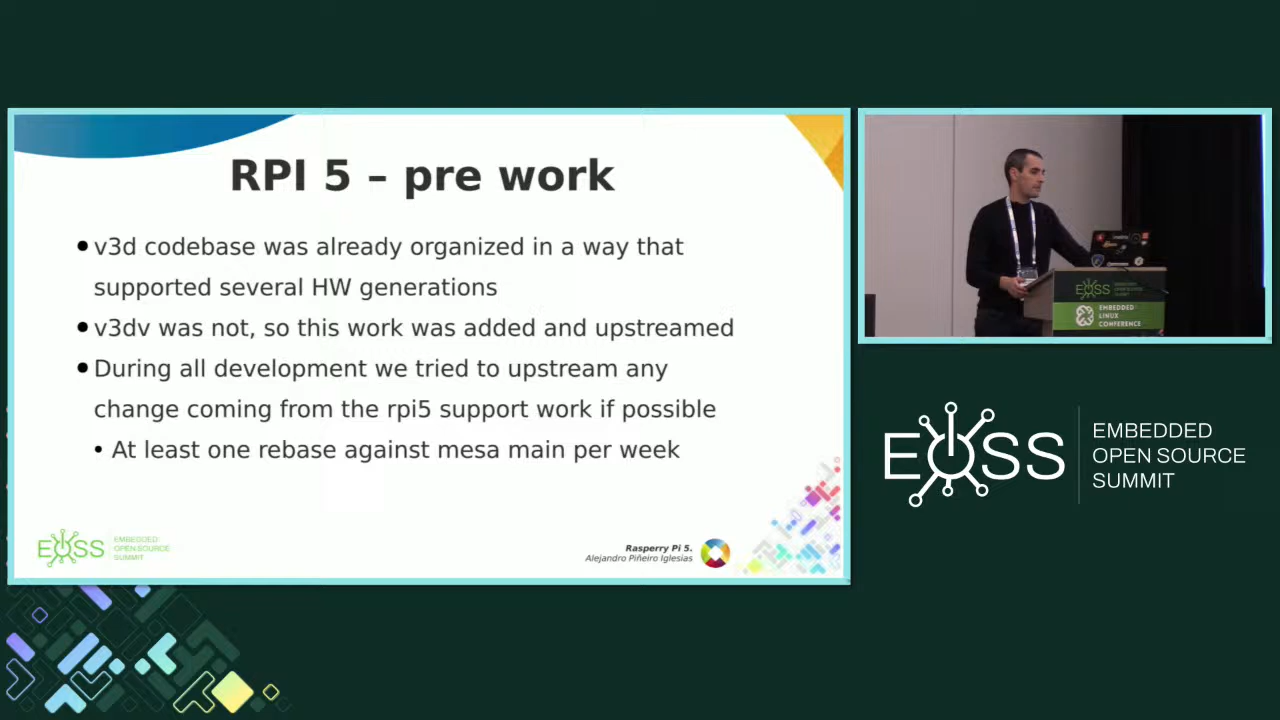 RPI 5 – pre work
v3d codebase was already organized in a way that
supported several HW generations
v3dv was not, so this work was added and upstreamed
During all development we tried to upstream any
change coming from the rpi5 support work if possible
At least one rebase against mesa main per week
EOSS
EMBEDDED
OPEN SOURCE
SUMMIT
Rasperry Pi 5.
Alejandro Piñeiro Iglesias
EOSS
EMBEDDED
LINUX
CONFERENCE
EOSS
EMBEDDED
OPEN SOURCE
SUMMIT